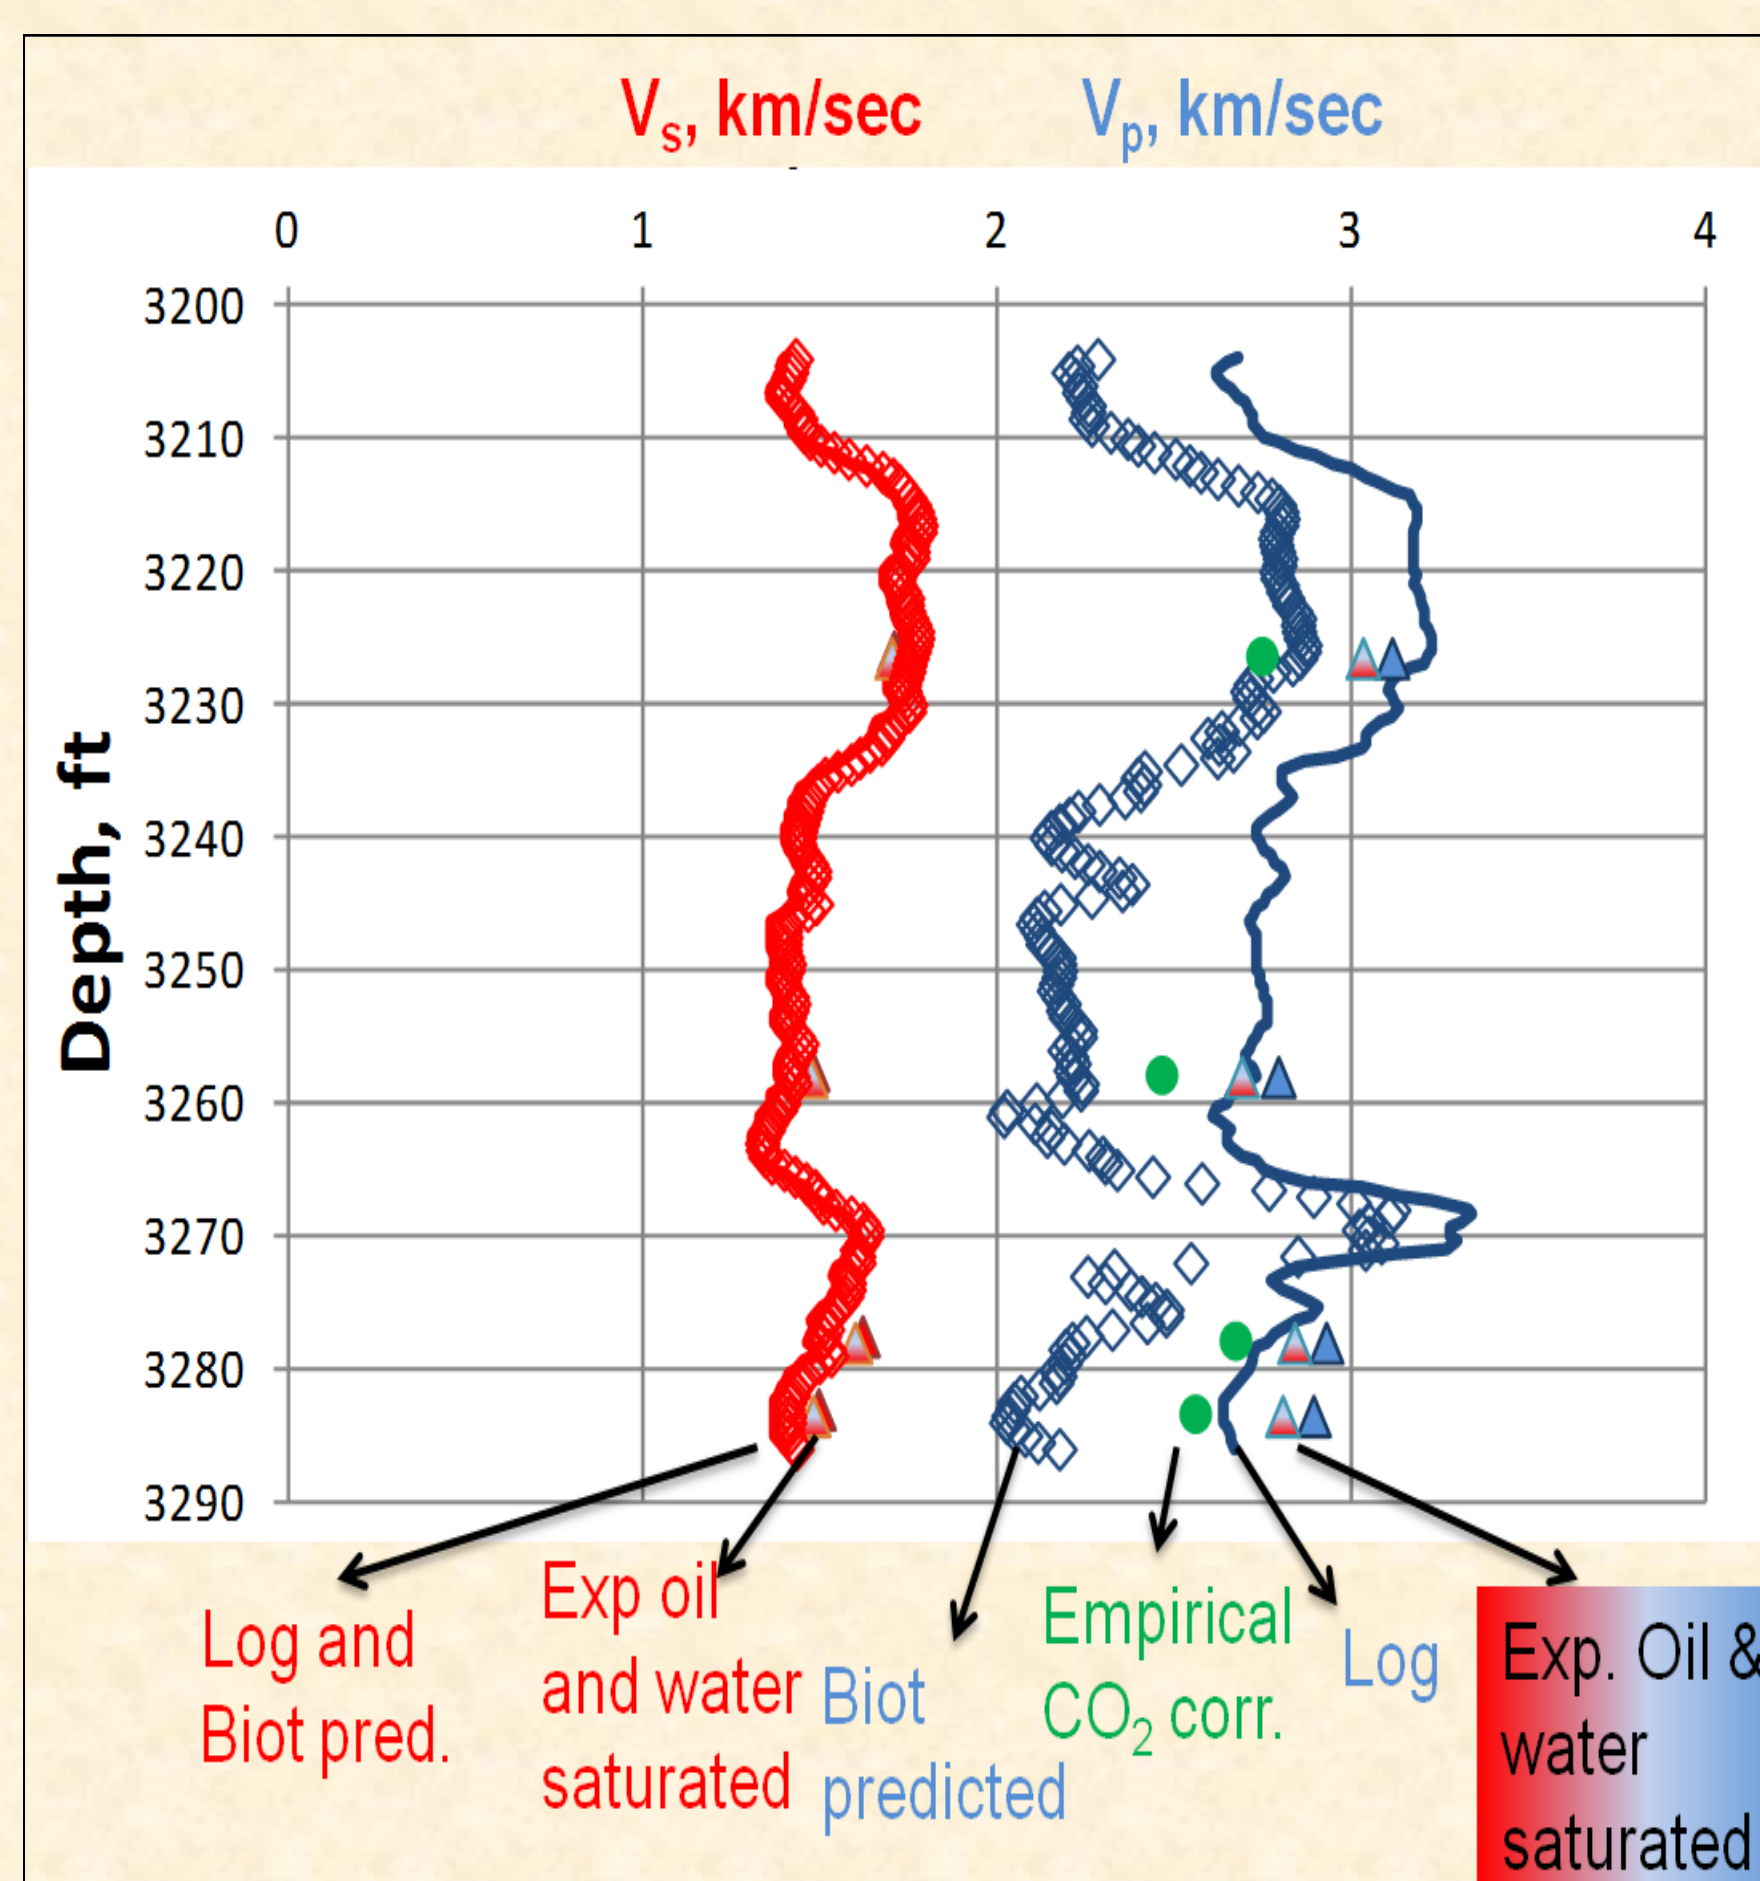 Vs, km/sec
Vp, km/sec
0 1 2 3 4
Depth, ft
3200
3210
3220
3230
3240
3250
3260
3270
3280
3290
Log and
Biot pred.
Exp oil
and water
saturated
Biot
predicted
Empirical
CO2 corr.
Log
Exp. Oil &
water
saturated